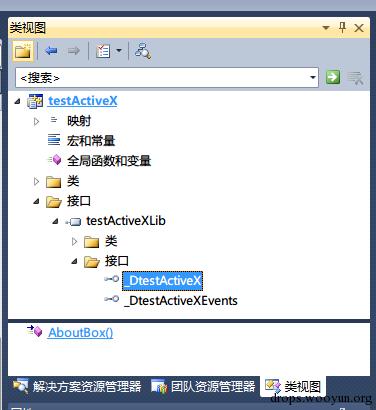 类视图
<搜索>
testActiveX
映射
宏和常量
全局函数和变量
类
接口
testActiveXLib
类
接口
_DtestActiveX
_DtestActiveXEvents
AboutBox()
解决方案资源管理器 团队资源管理器 类视图
drops.wooyun.org